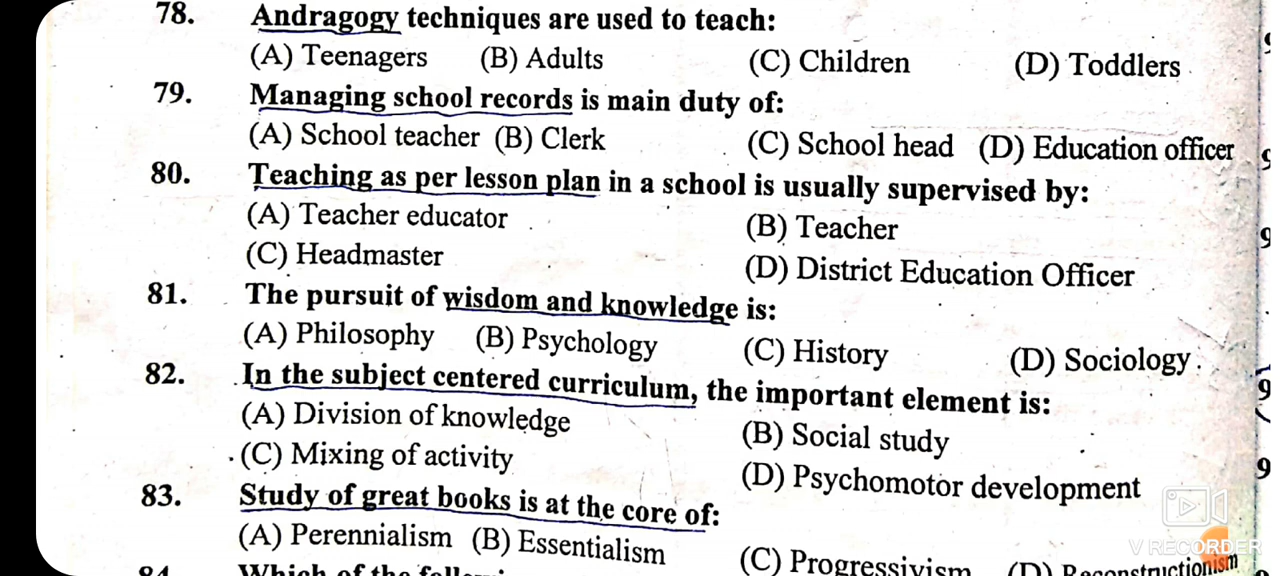 78. Andragogy techniques are used to teach:
(A) Teenagers (B) Adults (C) Children (D) Toddlers
79. Managing school records is main duty of:
(A) School teacher (B) Clerk (C) School head (D) Education officer
80. Teaching as per lesson plan in a school is usually supervised by:
(A) Teacher educator (B) Teacher
(C) Headmaster (D) District Education Officer
81. The pursuit of wisdom and knowledge is:
(A) Philosophy (B) Psychology (C) History (D) Sociology
82. In the subject centered curriculum, the important element is:
(A) Division of knowledge (B) Social study
(C) Mixing of activity (D) Psychomotor development
83. Study of great books is at the core of:
(A) Perennialism (B) Essentialism (C) Progressivism (D) Reconstructionism
84. Which of the
V RECORDER